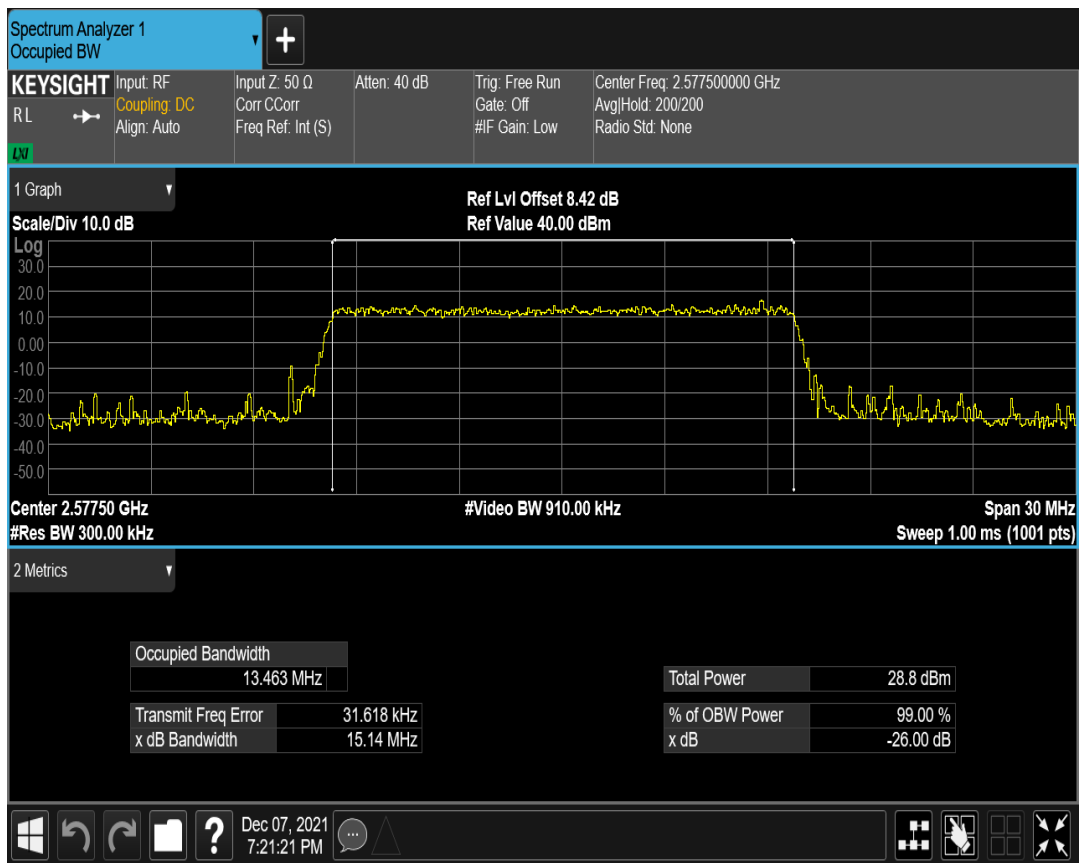 Spectrum Analyzer 1
Occupied BW
+
KEYSIGHT
RL
LXI
Input: RF
Coupling: DC
Align: Auto
Input Z: 50 Ω
Corr CCorr
Freq Ref: Int (S)
Atten: 40 dB
Trig: Free Run
Gate: Off
#IF Gain: Low
Center Freq: 2.577500000 GHz
Avg|Hold: 200/200
Radio Std: None
1 Graph
Ref Lvl Offset 8.42 dB
Scale/Div 10.0 dB
Ref Value 40.00 dBm
Log
30.0
20.0
10.0
0.00
-10.0
-20.0
-30.0
-40.0
-50.0
Center 2.57750 GHz
#Video BW 910.00 kHz
Span 30 MHz
#Res BW 300.00 kHz
Sweep 1.00 ms (1001 pts)
2 Metrics
Occupied Bandwidth
13.463 MHz
Total Power 28.8 dBm
Transmit Freq Error 31.618 kHz
% of OBW Power 99.00 %
x dB Bandwidth 15.14 MHz
x dB -26.00 dB
?
Dec 07, 2021
7:21:21 PM